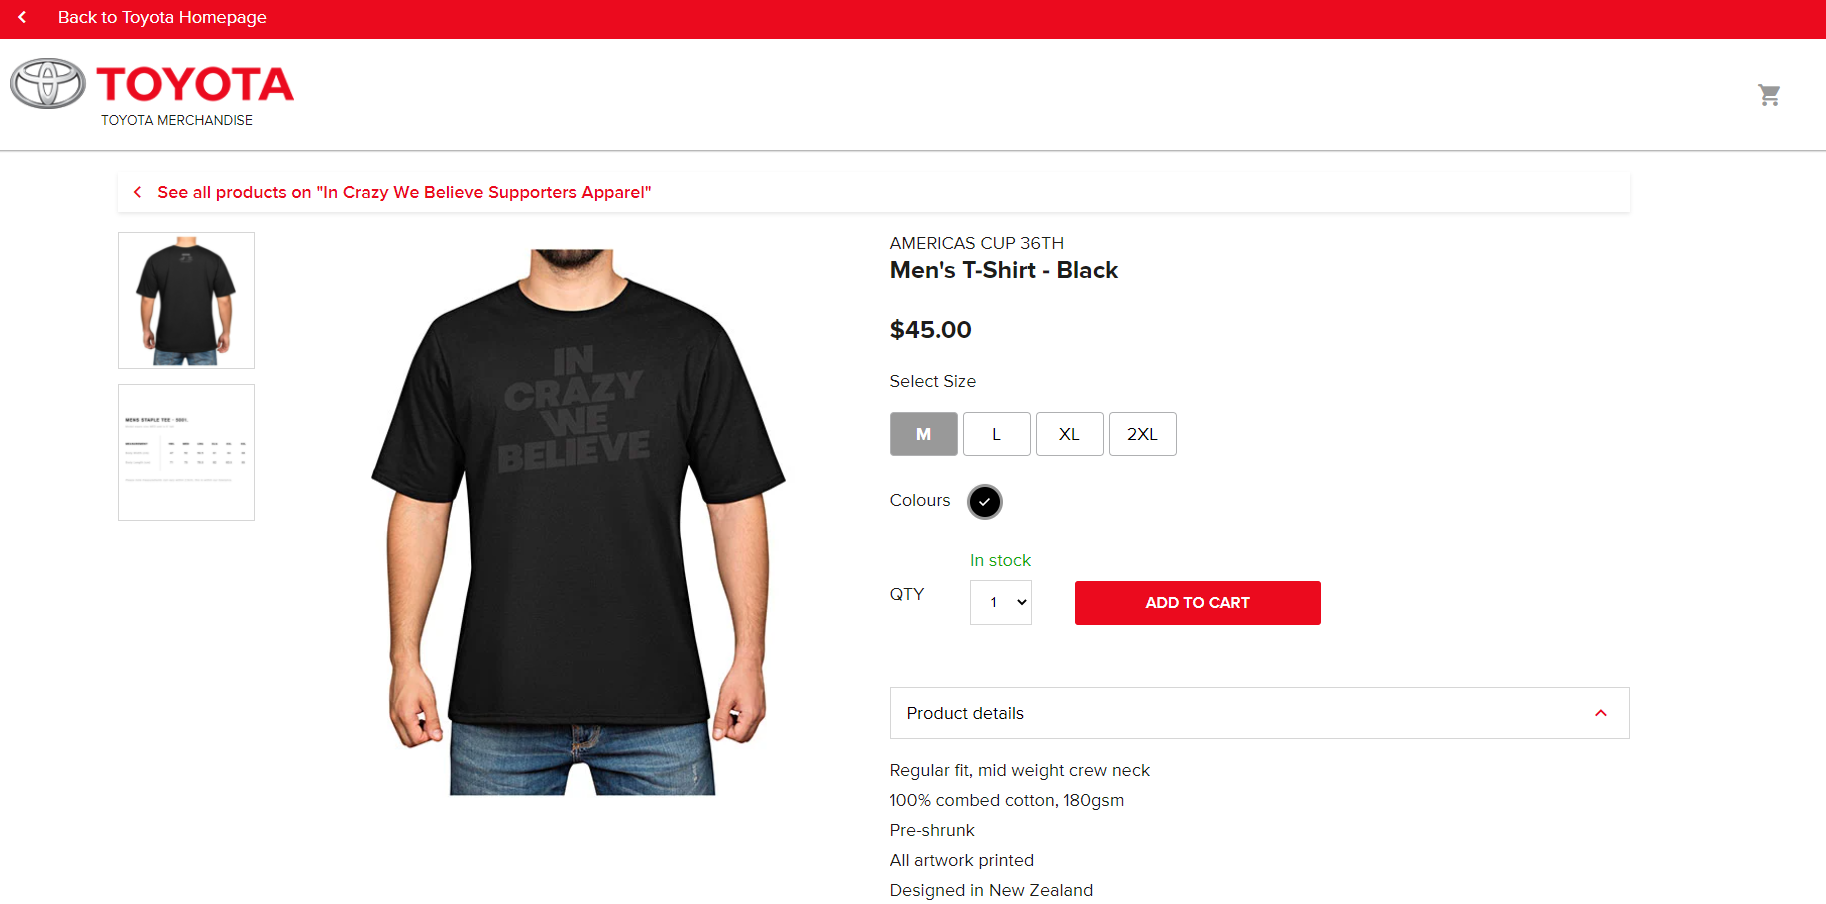 Back to Toyota Homepage
TOYOTA
TOYOTA MERCHANDISE
See all products on "In Crazy We Believe Supporters Apparel"
AMERICAS CUP 36TH
Men's T-Shirt - Black
$45.00
Select Size
M L XL 2XL
Colours
In stock
QTY 1 ADD TO CART
Product details
Regular fit, mid weight crew neck
100% combed cotton, 180gsm
Pre-shrunk
All artwork printed
Designed in New Zealand
IN
CRAZY
WE
BELIEVE
MENS STAPLE TEE - 5001.